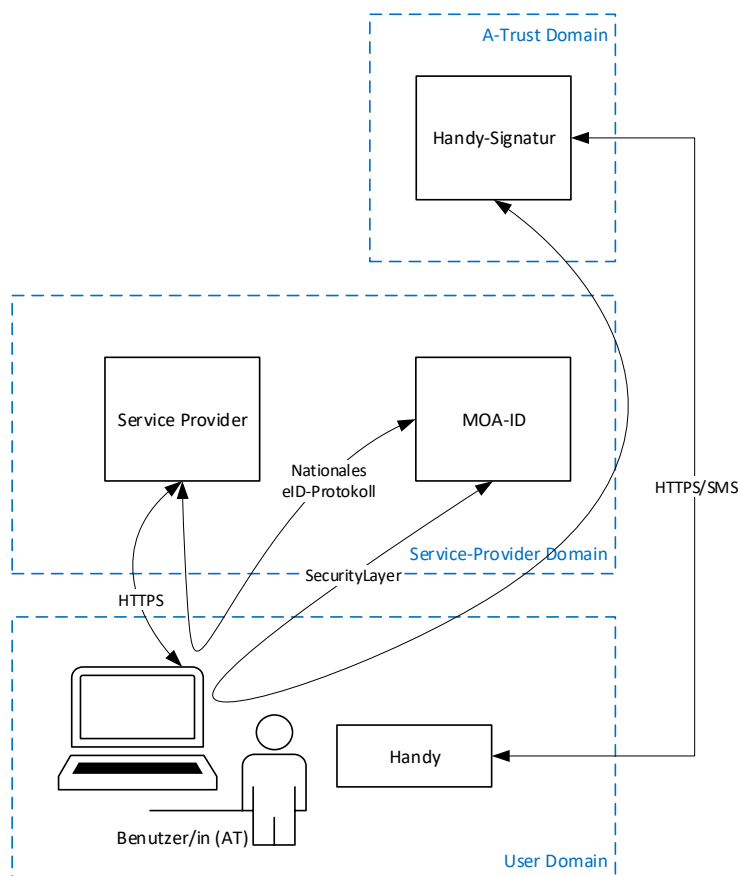 A-Trust Domain
Handy-Signatur
Service Provider
MOA-ID
Nationales
eID-Protokoll
HTTPS/SMS
Service-Provider Domain
SecurityLayer
HTTPS
Handy
Benutzer/in (AT)
User Domain